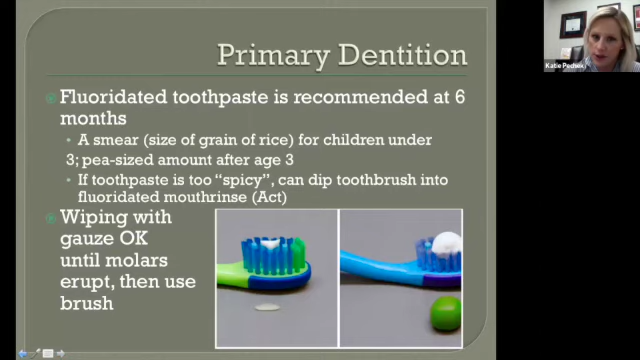 Primary Dentition
Fluoridated toothpaste is recommended at 6
months
A smear (size of grain of rice) for children under
3; pea-sized amount after age 3
If toothpaste is too “spicy”, can dip toothbrush into
fluoridated mouthrinse (Act)
Wiping with
gauze OK
until molars
erupt, then use
brush